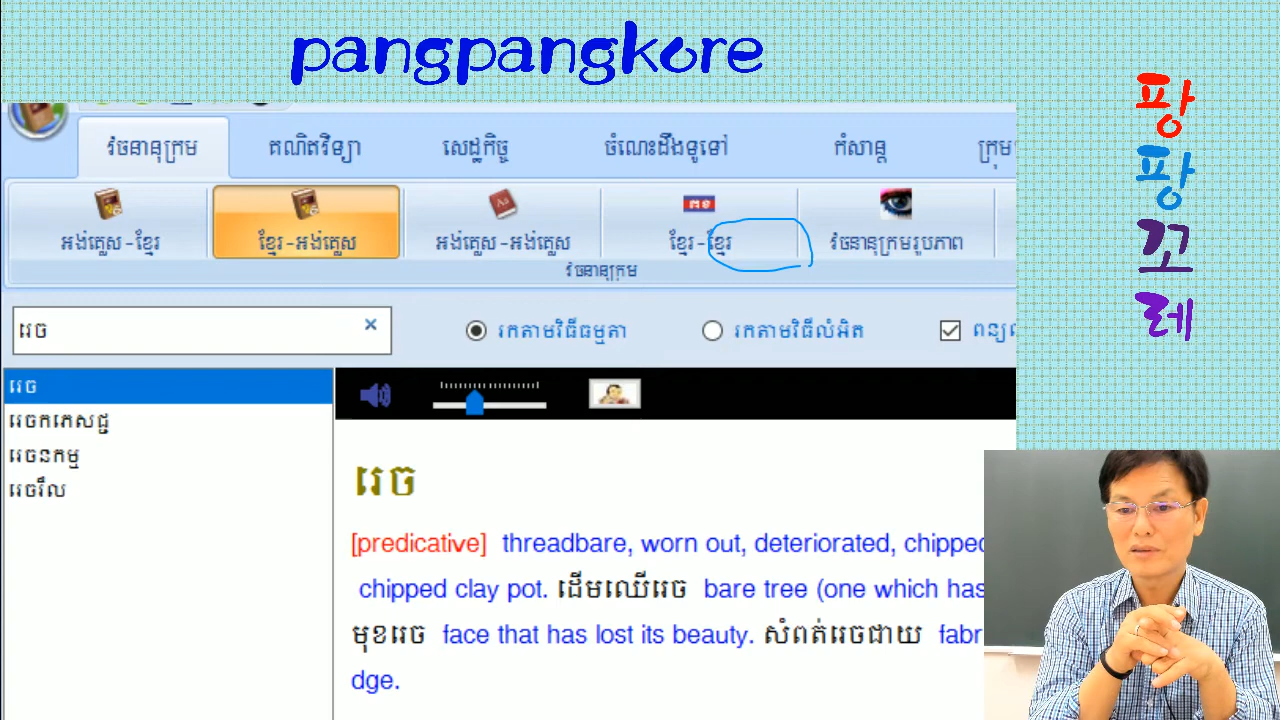 pangpangkore
팡
팡
꼬
레
វចនានុក្រម
គណិតវិទ្យា
សេដ្ឋកិច្ច
ចំណេះដឹងទូទៅ
កំសាន្ត
ក្រុម
អង់គ្លេស-ខ្មែរ
ខ្មែរ-អង់គ្លេស
អង់គ្លេស-អង់គ្លេស
ខ្មែរ-ខ្មែរ
វចនានុក្រមរូបភាព
វចនានុក្រម
រេច
រកតាមវិធីធម្មតា
រកតាមវិធីលំអិត
រេច
រេចកភេសជ្ជ
រេចនកម្ម
រេចរឹល
រេច
[predicative] threadbare, worn out, deteriorated, chipped
chipped clay pot. ដើមឈើរេច bare tree (one which has
មុខរេច face that has lost its beauty. សំពត់រេចជាយ fabr
dge.